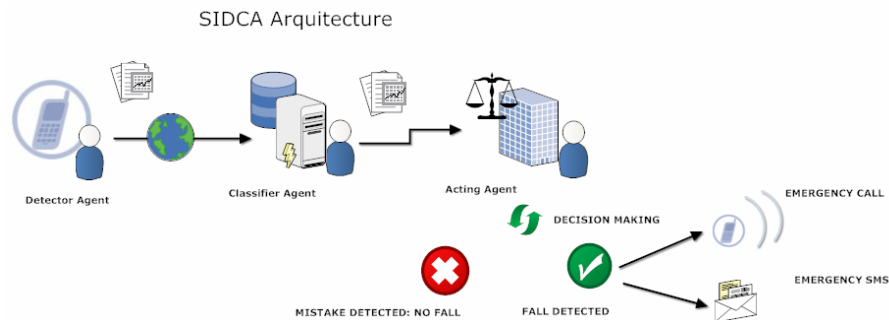 SIDCA Arquitecture
Detector Agent
Classifier Agent
Acting Agent
EMERGENCY CALL
DECISION MAKING
EMERGENCY SMS
MISTAKE DETECTED: NO FALL
FALL DETECTED